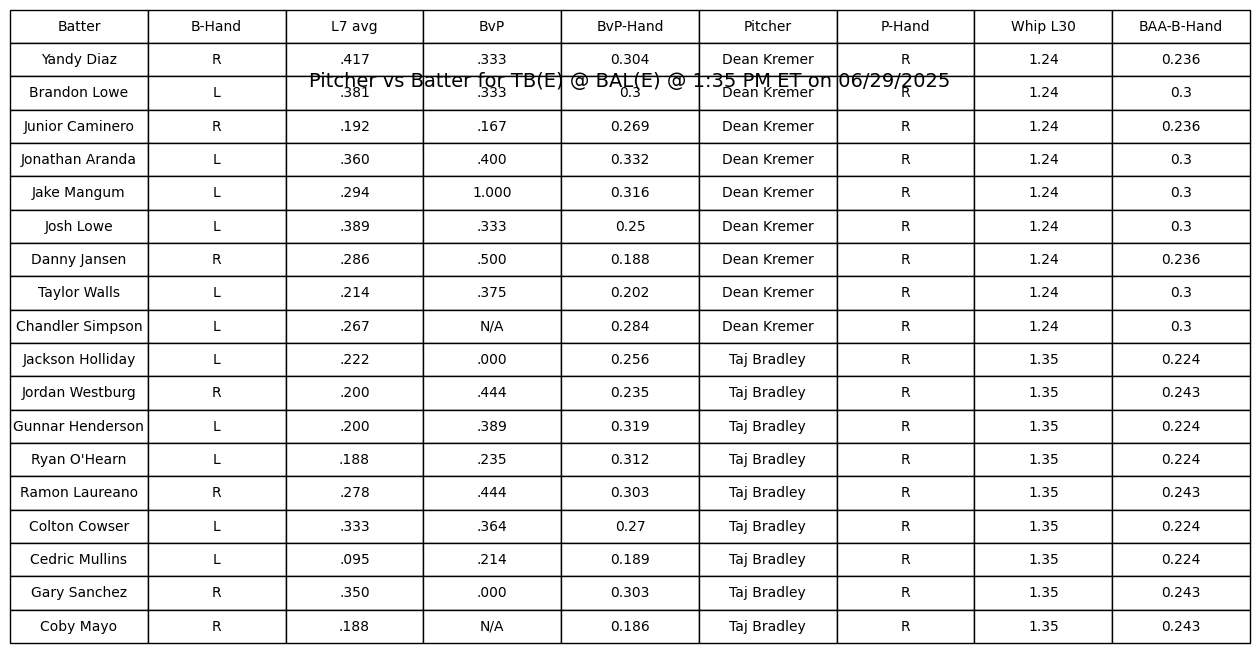 Batter B-Hand L7 avg BvP BvP-Hand Pitcher P-Hand Whip L30 BAA-B-Hand
Yandy Diaz R .417 .333 0.304 Dean Kremer R 1.24 0.236
Pitcher vs Batter for TB(E) @ BAL(E) @ 1:35 PM ET on 06/29/2025
Brandon Lowe L .381 .333 0.3 Dean Kremer R 1.24 0.3
Junior Caminero R .192 .167 0.269 Dean Kremer R 1.24 0.236
Jonathan Aranda L .360 .400 0.332 Dean Kremer R 1.24 0.3
Jake Mangum L .294 1.000 0.316 Dean Kremer R 1.24 0.3
Josh Lowe L .389 .333 0.25 Dean Kremer R 1.24 0.3
Danny Jansen R .286 .500 0.188 Dean Kremer R 1.24 0.236
Taylor Walls L .214 .375 0.202 Dean Kremer R 1.24 0.3
Chandler Simpson L .267 N/A 0.284 Dean Kremer R 1.24 0.3
Jackson Holliday L .222 .000 0.256 Taj Bradley R 1.35 0.224
Jordan Westburg R .200 .444 0.235 Taj Bradley R 1.35 0.243
Gunnar Henderson L .200 .389 0.319 Taj Bradley R 1.35 0.224
Ryan O'Hearn L .188 .235 0.312 Taj Bradley R 1.35 0.224
Ramon Laureano R .278 .444 0.303 Taj Bradley R 1.35 0.243
Colton Cowser L .333 .364 0.27 Taj Bradley R 1.35 0.224
Cedric Mullins L .095 .214 0.189 Taj Bradley R 1.35 0.224
Gary Sanchez R .350 .000 0.303 Taj Bradley R 1.35 0.243
Coby Mayo R .188 N/A 0.186 Taj Bradley R 1.35 0.243